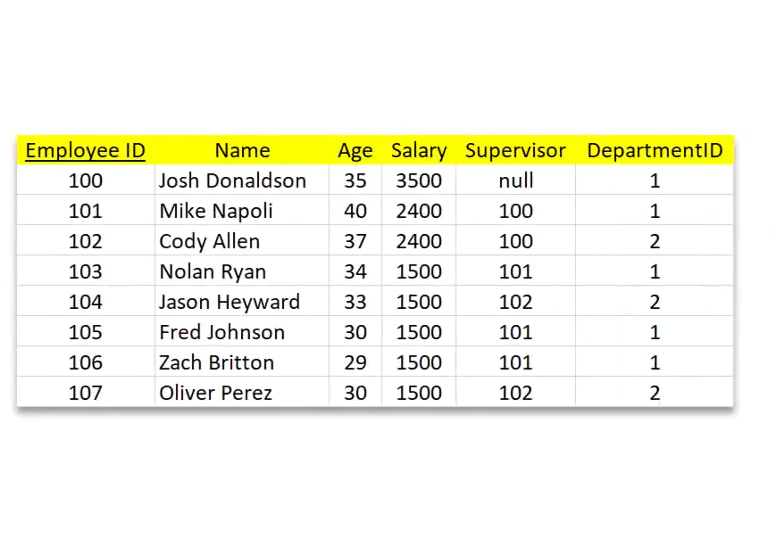 Employee ID Name Age Salary Supervisor DepartmentID
100 Josh Donaldson 35 3500 null 1
101 Mike Napoli 40 2400 100 1
102 Cody Allen 37 2400 100 2
103 Nolan Ryan 34 1500 101 1
104 Jason Heyward 33 1500 102 2
105 Fred Johnson 30 1500 101 1
106 Zach Britton 29 1500 101 1
107 Oliver Perez 30 1500 102 2